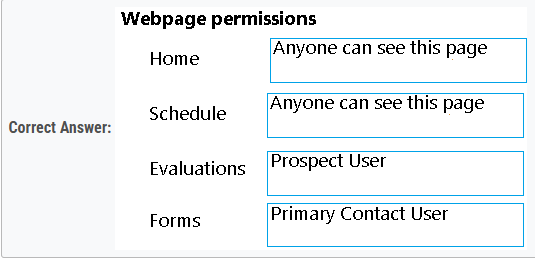 Webpage permissions
Home Anyone can see this page
Schedule Anyone can see this page
Correct Answer:
Evaluations Prospect User
Forms Primary Contact User